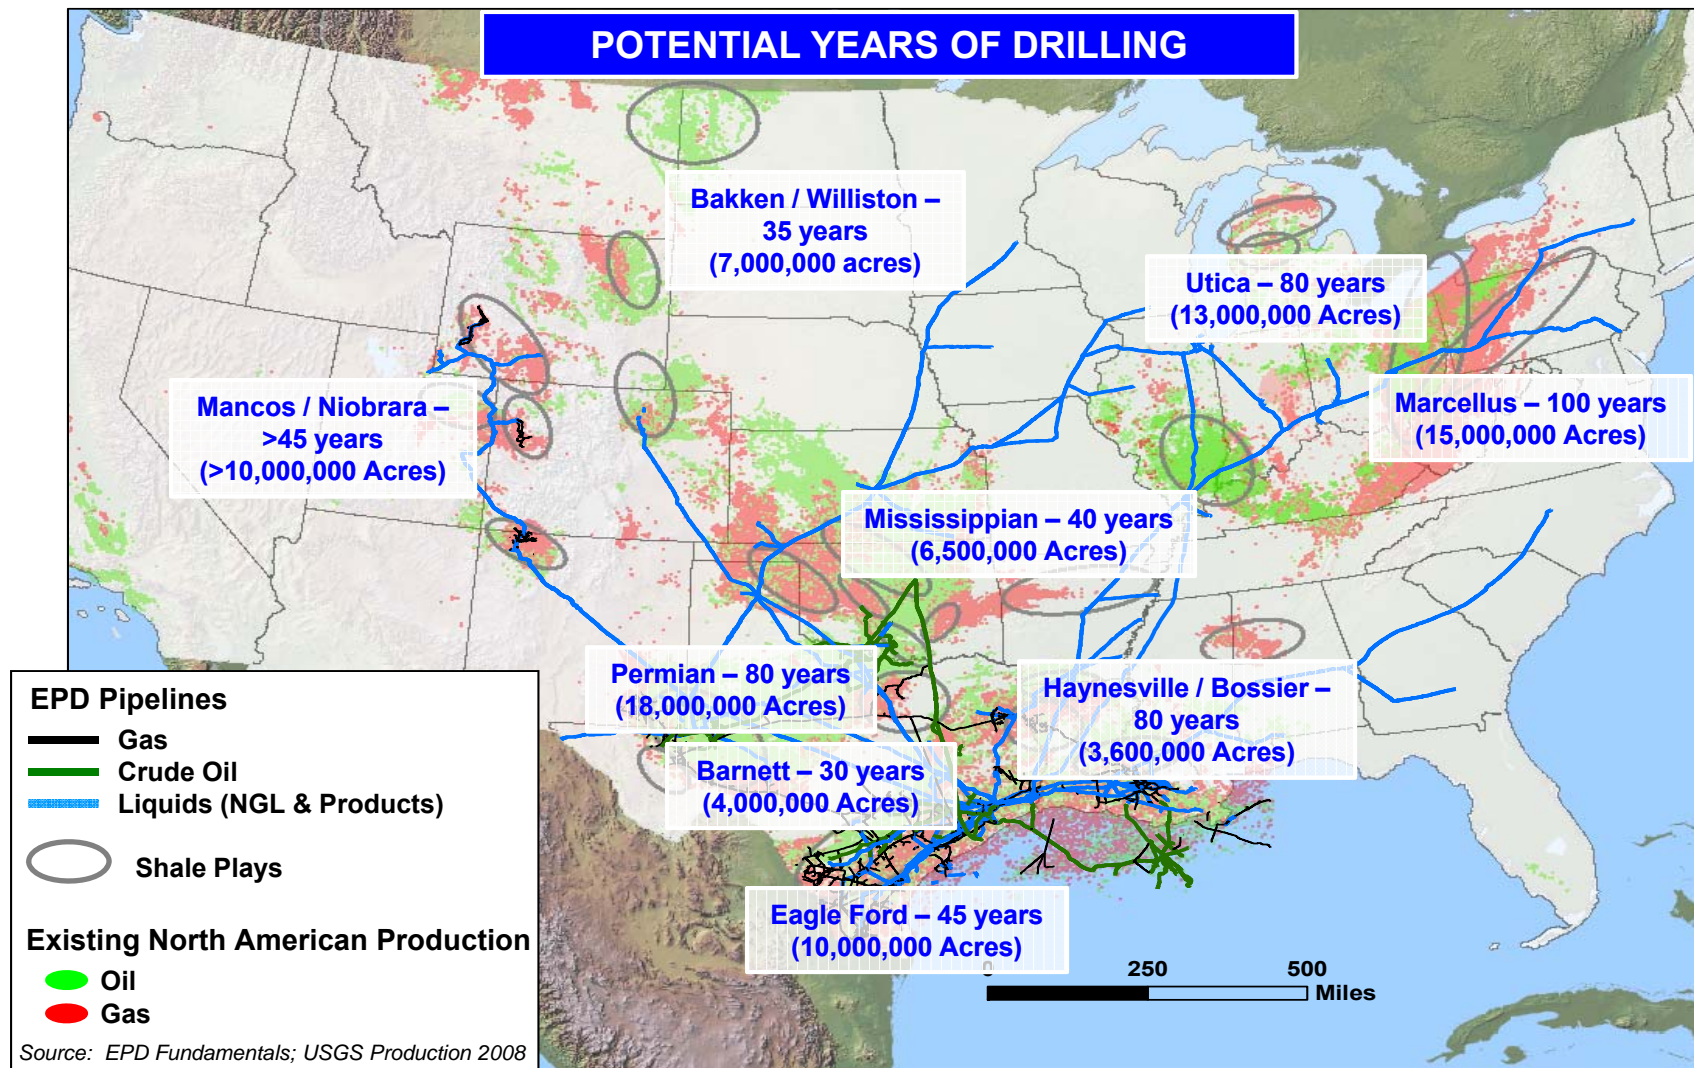 POTENTIAL YEARS OF DRILLING
Bakken / Williston –
35 years
(7,000,000 acres)
Utica – 80 years
(13,000,000 Acres)
Mancos / Niobrara –
>45 years
(>10,000,000 Acres)
Marcellus – 100 years
(15,000,000 Acres)
Mississippian – 40 years
(6,500,000 Acres)
Permian – 80 years
(18,000,000 Acres)
Haynesville / Bossier –
80 years
(3,600,000 Acres)
Barnett – 30 years
(4,000,000 Acres)
Eagle Ford – 45 years
(10,000,000 Acres)
0 250 500
Miles
EPD Pipelines
Gas
Crude Oil
Liquids (NGL & Products)
Shale Plays
Existing North American Production
Oil
Gas
Source: EPD Fundamentals; USGS Production 2008